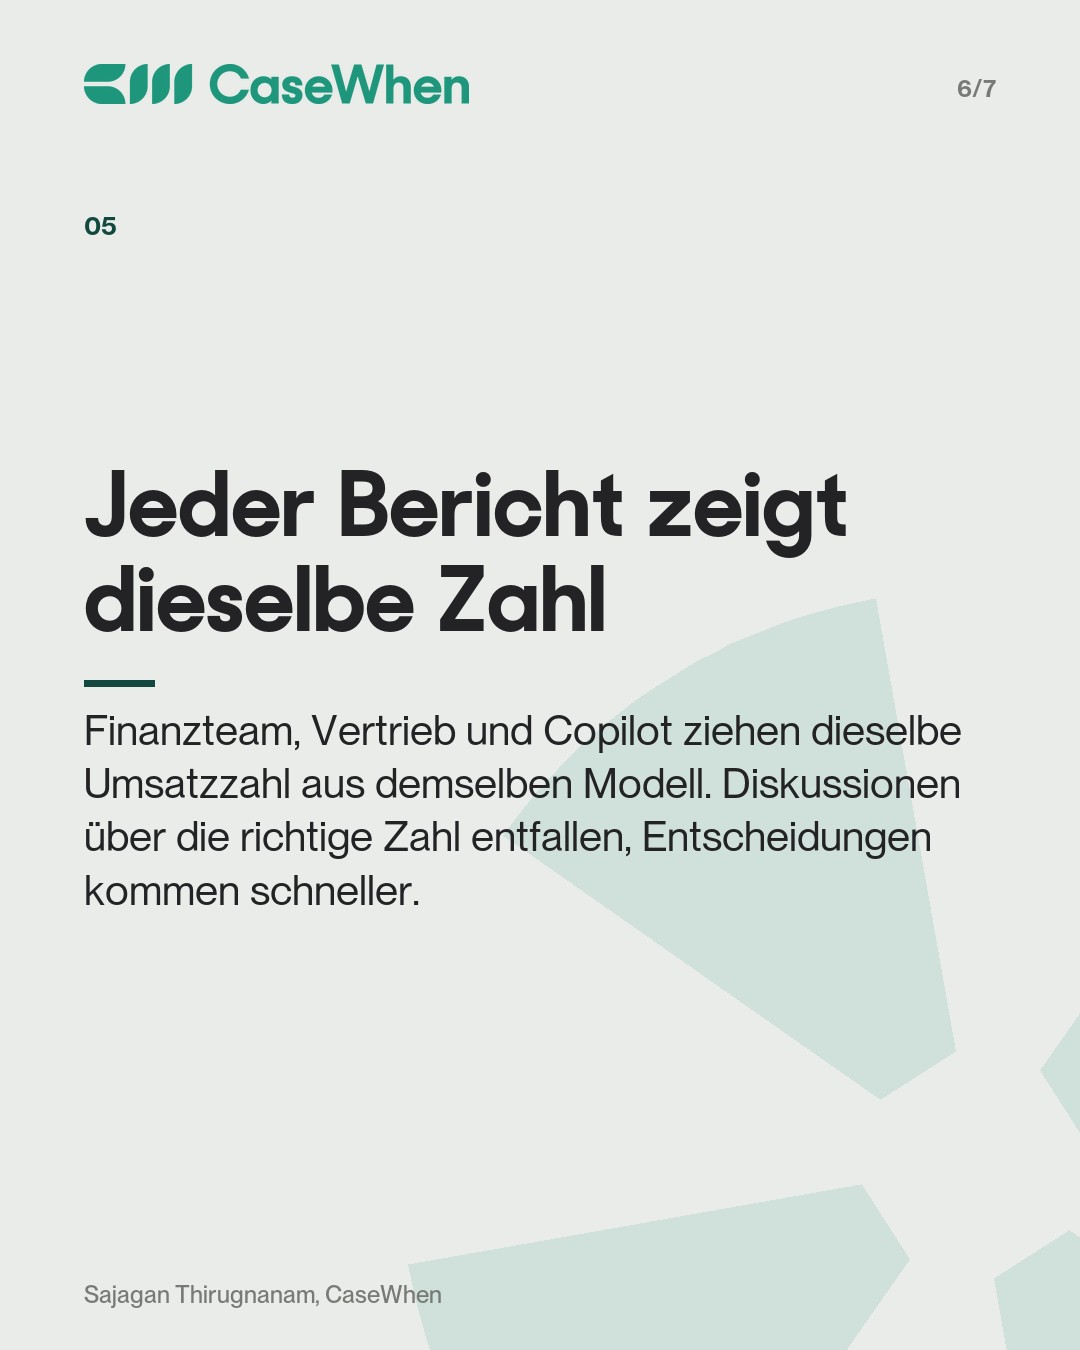 CaseWhen
6/7
05
Jeder Bericht zeigt
dieselbe Zahl
Finanzteam, Vertrieb und Copilot ziehen dieselbe
Umsatzzahl aus demselben Modell. Diskussionen
über die richtige Zahl entfallen, Entscheidungen
kommen schneller.
Sajagan Thirugnanam, CaseWhen